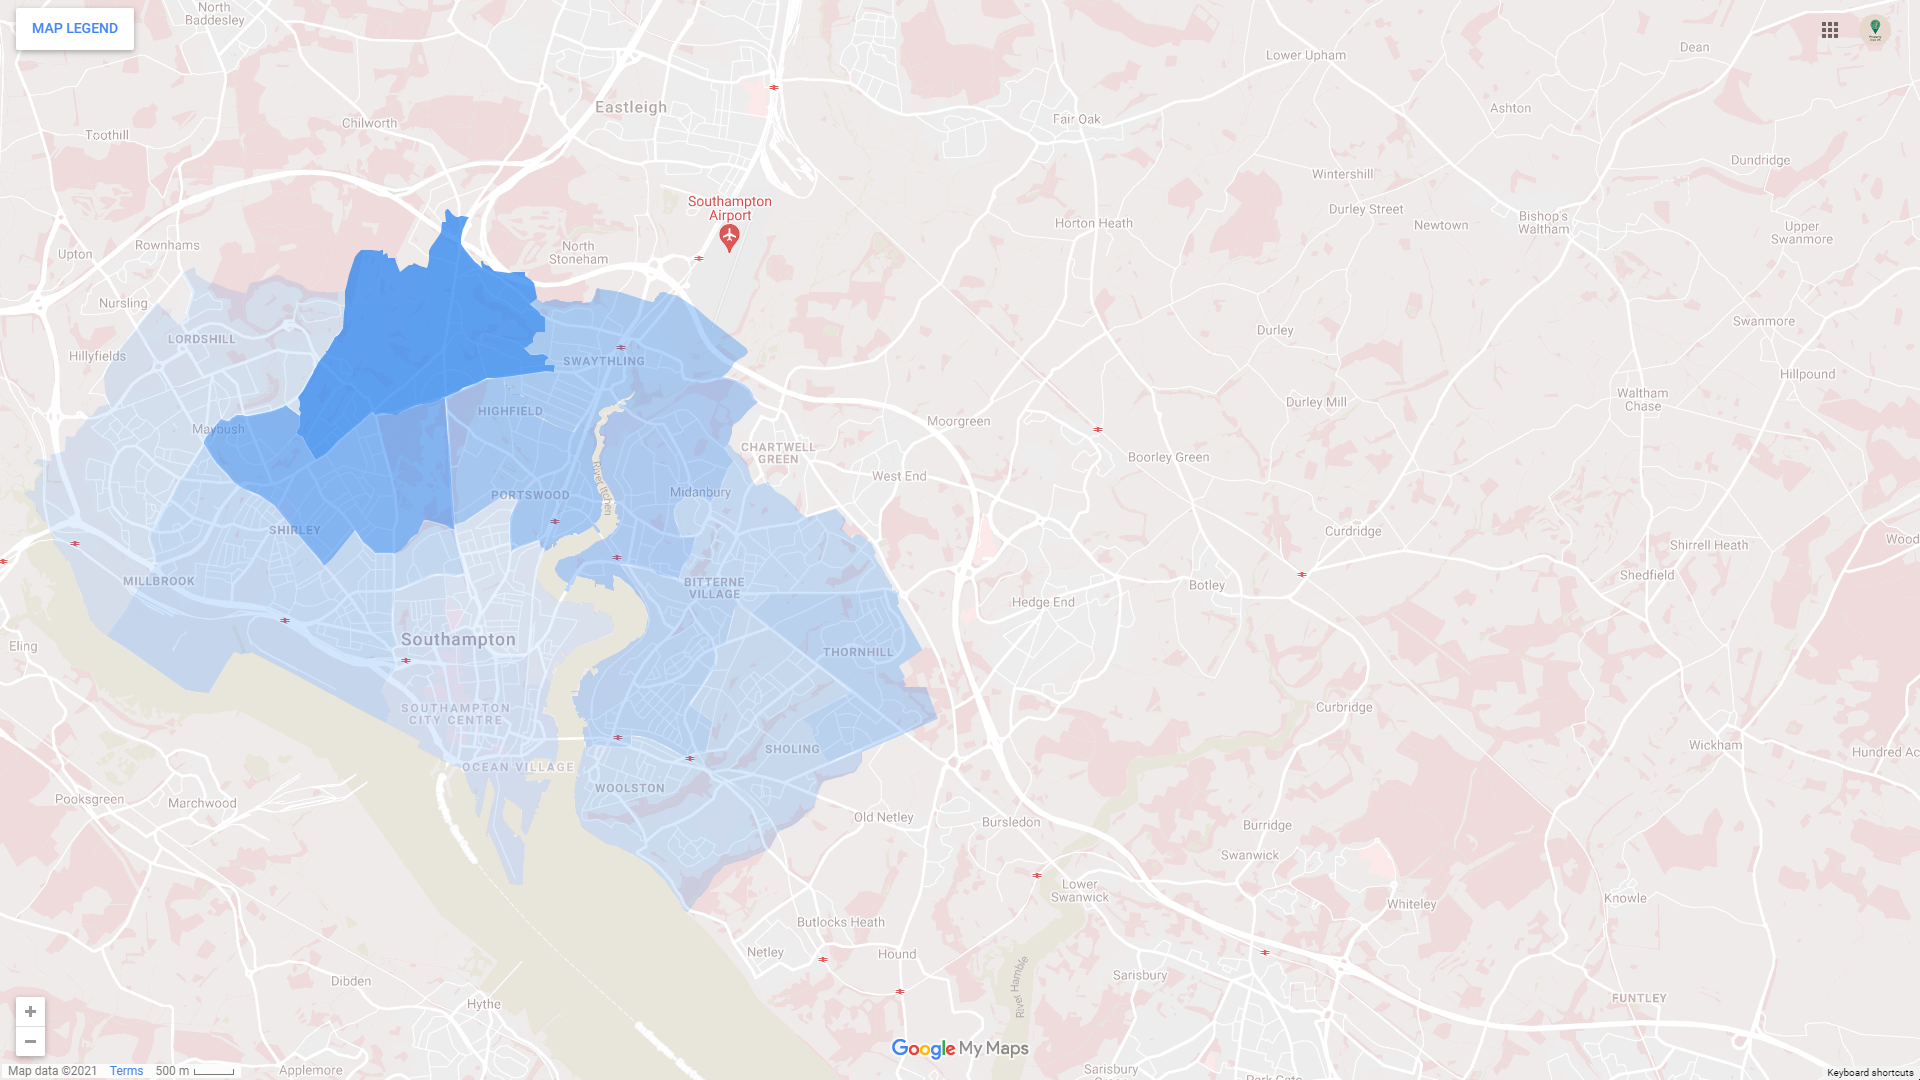 MAP LEGEND
North
Baddesley
Lower Upham
Dean
Eastleigh
Ashton
Toothill
Chilworth
Fair Oak
Dundridge
Wintershill
Southampton
Airport
Durley Street
Newtown
Bishop's
Waltham
Horton Heath
Upper
Swanmore
Rownhams
Upton
North
Stoneham
Nursling
LORDSHILL
Durley
Swanmore
Hillyfields
SWAYTHLING
Hillpound
Waltham
Chase
Durley Mill
HIGHFIELD
Moorgreen
Maybush
CHARTWELL
GREEN
Boorley Green
West End
River Itchen
PORTSWOOD
Midanbury
SHIRLEY
Curdridge
Shirrell Heath
Wood
MILLBROOK
BITTERNE
VILLAGE
Botley
Shedfield
Hedge End
Eling
Southampton
THORNHILL
SOUTHAMPTON
CITY CENTRE
Curbridge
SHOLING
Wickham
Hundred Ac
OCEAN VILLAGE
WOOLSTON
Pooksgreen
Marchwood
Old Netley
Bursledon
Burridge
Swanwick
Lower
Swanwick
Knowle
Whiteley
Butlocks Heath
Netley
Hound
River Hamble
Sarisbury
Dibden
Hythe
FUNTLEY
Google My Maps
Applemore
Sarisbury
Park Gate
Map data ©2021 Terms 500 m
Keyboard shortcuts